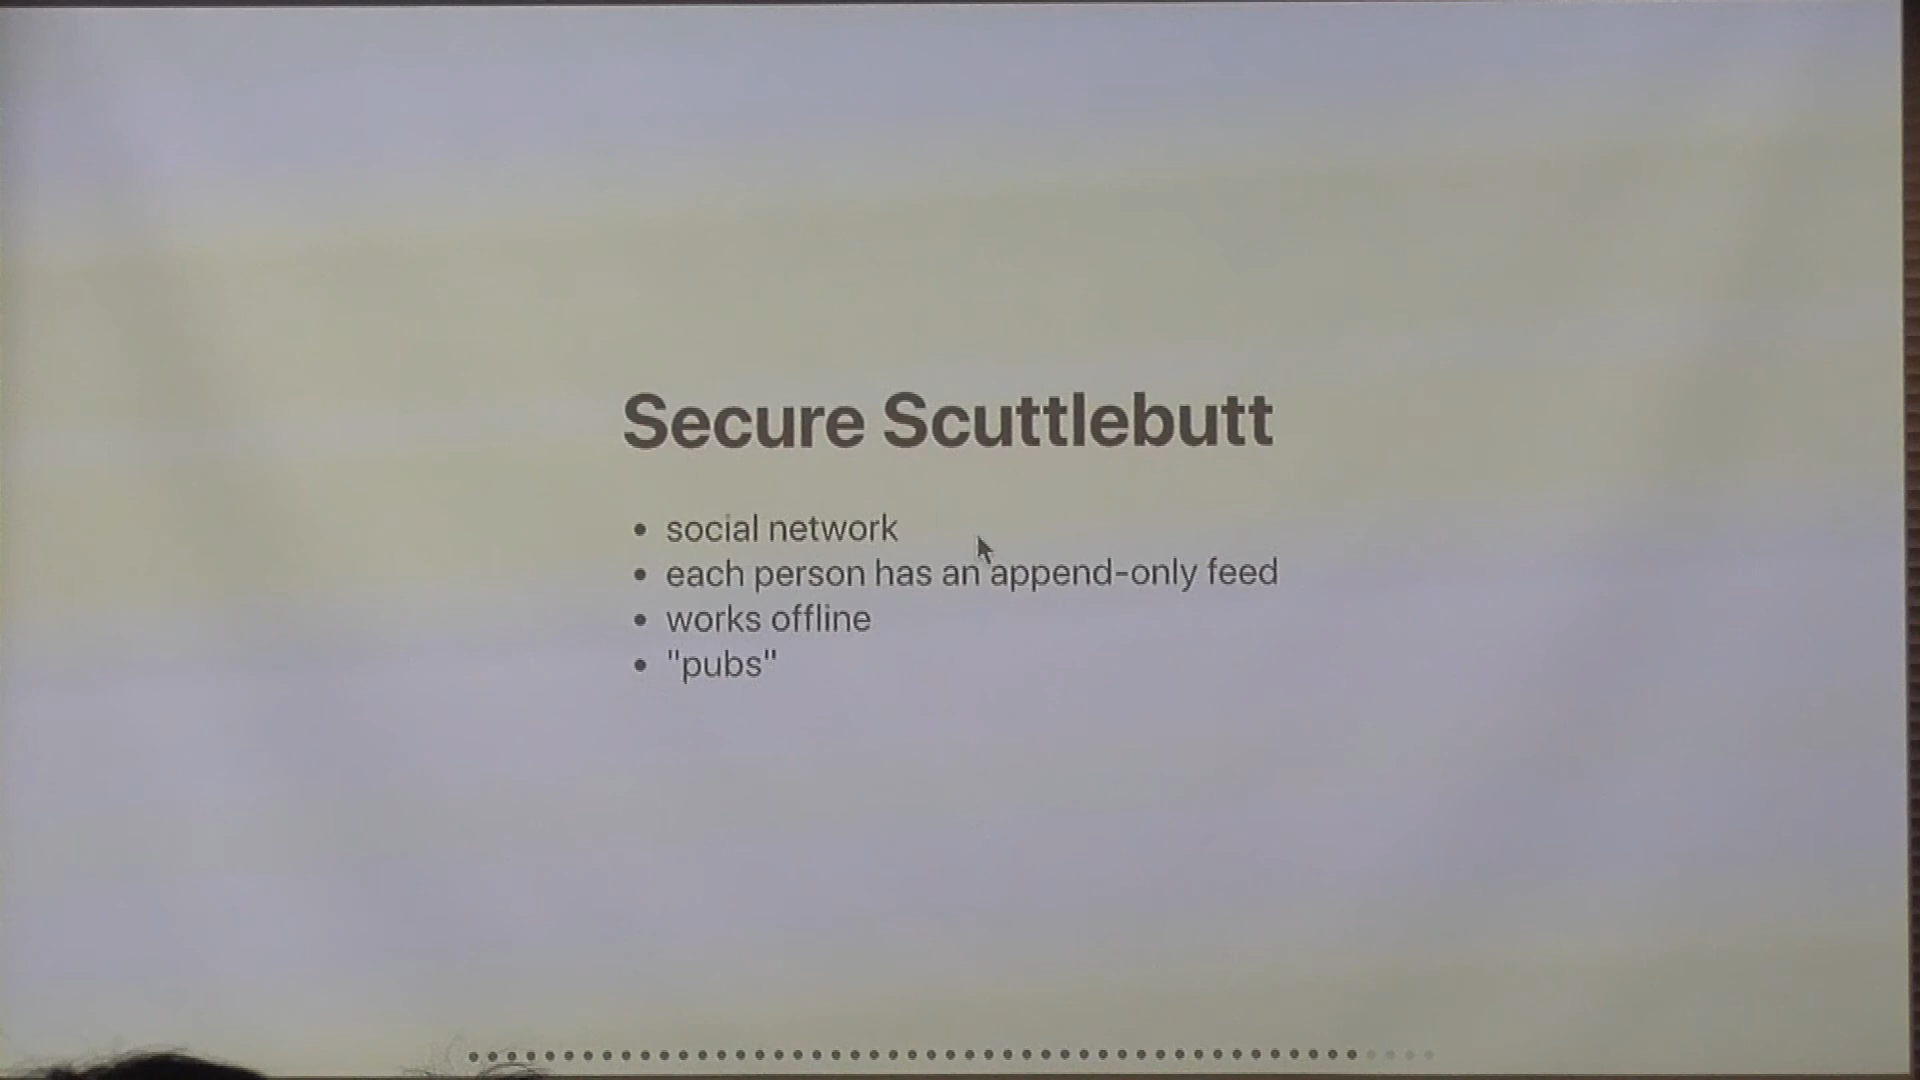 Secure Scuttlebutt
social network
each person has an append-only feed
works offline
"pubs"